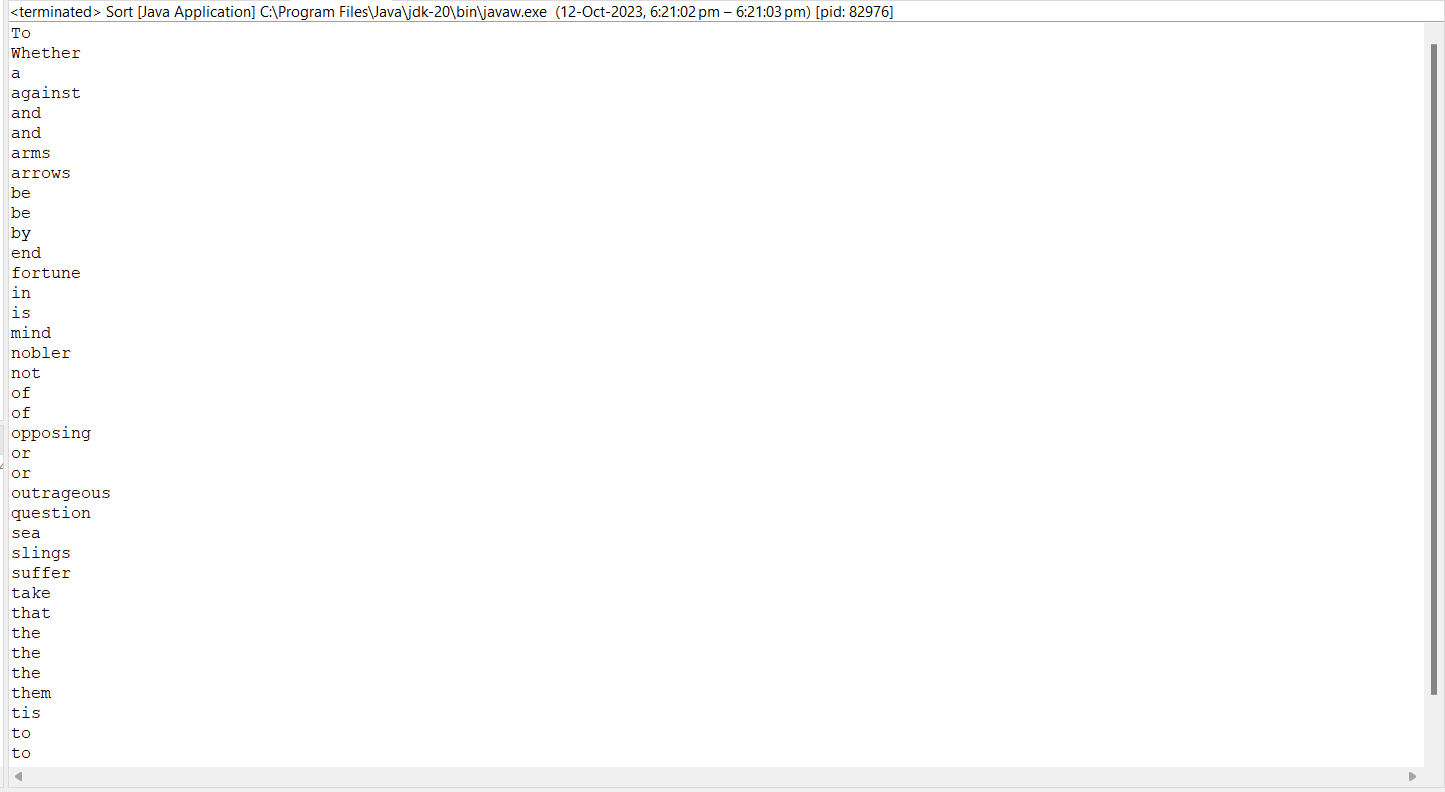 <terminated> Sort [Java Application] C:\Program Files\Java\jdk-20\bin\javaw.exe (12-Oct-2023, 6:21:02 pm – 6:21:03 pm) [pid: 82976]
To
Whether
a
against
and
and
arms
arrows
be
be
by
end
fortune
in
is
mind
nobler
not
of
of
opposing
or
or
outrageous
question
sea
slings
suffer
take
that
the
the
the
them
tis
to
to